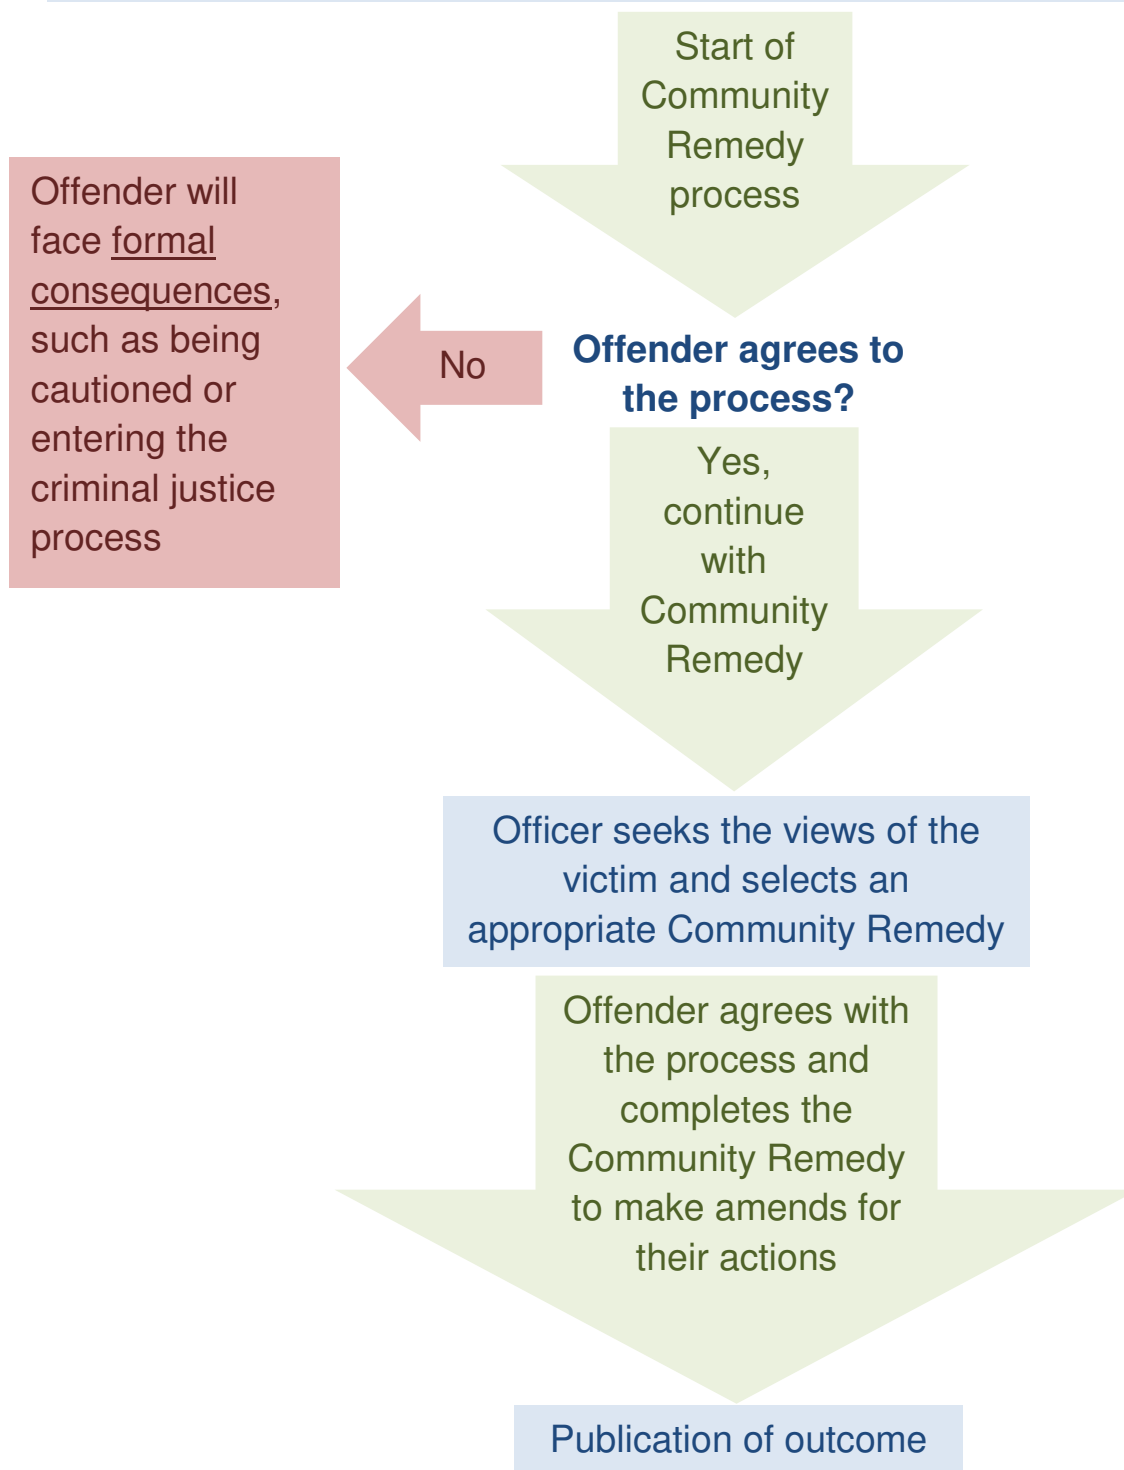 Start of
Community
Remedy
process
Offender will
face formal
consequences,
such as being
cautioned or
entering the
criminal justice
process
No
Offender agrees to
the process?
Yes,
continue
with
Community
Remedy
Officer seeks the views of the
victim and selects an
appropriate Community Remedy
Offender agrees with
the process and
completes the
Community Remedy
to make amends for
their actions
Publication of outcome